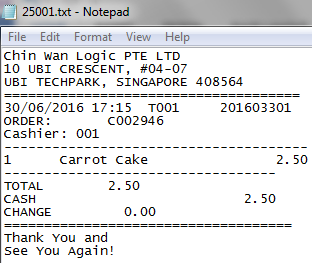 25001.txt - Notepad
File Edit Format View Help
Chin Wan Logic PTE LTD
10 UBI CRESCENT, #04-07
UBI TECHPARK, SINGAPORE 408564
=====================================
30/06/2016 17:15 T001 201603001
ORDER: C002946
Cashier: 001
--------------------------------------
1 Carrot Cake 2.50
----------------------------------
TOTAL 2.50
CASH 2.50
CHANGE 0.00
====================================
Thank You and
See You Again!